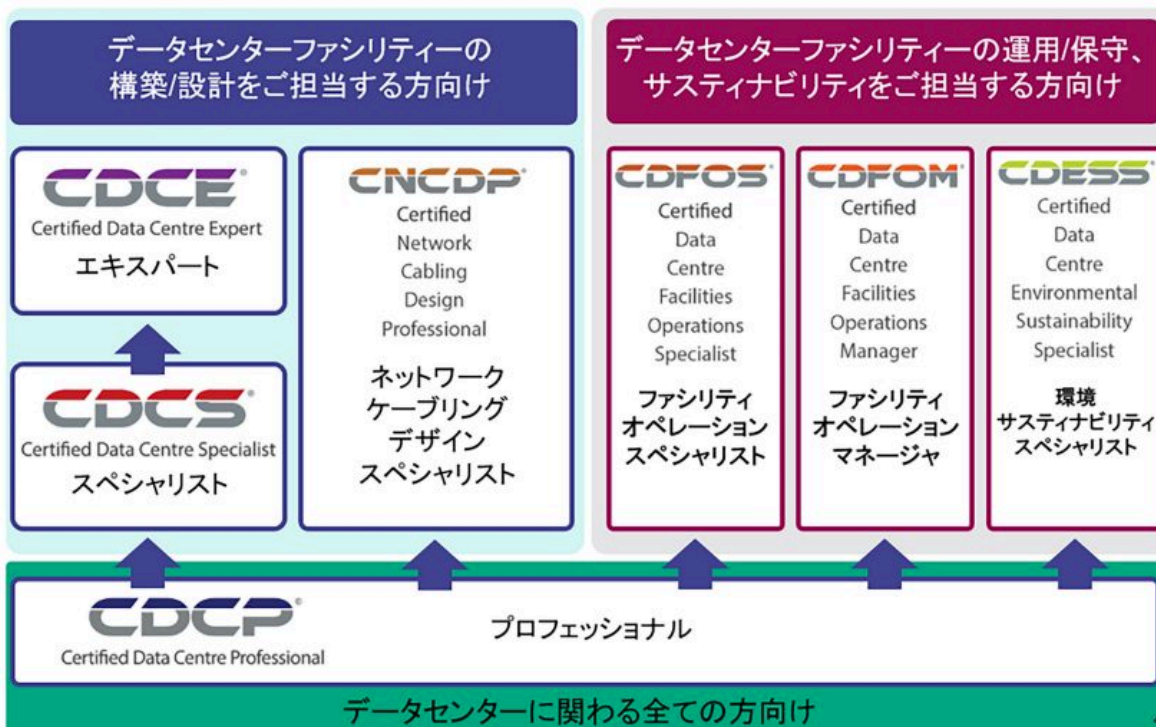 データセンターファシリティーの
構築/設計をご担当する方向け
CDCE®
Certified Data Centre Expert
エキスパート
CDCS®
Certified Data Centre Specialist
スペシャリスト
CNCDP®
Certified
Network
Cabling
Design
Professional
ネットワーク
ケーブリング
デザイン
スペシャリスト
データセンターファシリティーの運用/保守、
サスティナビリティをご担当する方向け
CDFOS®
Certified
Data
Centre
Facilities
Operations
Specialist
ファシリティ
オペレーション
スペシャリスト
CDFOM®
Certified
Data
Centre
Facilities
Operations
Manager
ファシリティ
オペレーション
マネージャ
CDESS®
Certified
Data
Centre
Environmental
Sustainability
Specialist
環境
サスティナビリティ
スペシャリスト
CDCP®
Certified Data Centre Professional
プロフェッショナル
データセンターに関わる全ての方向け